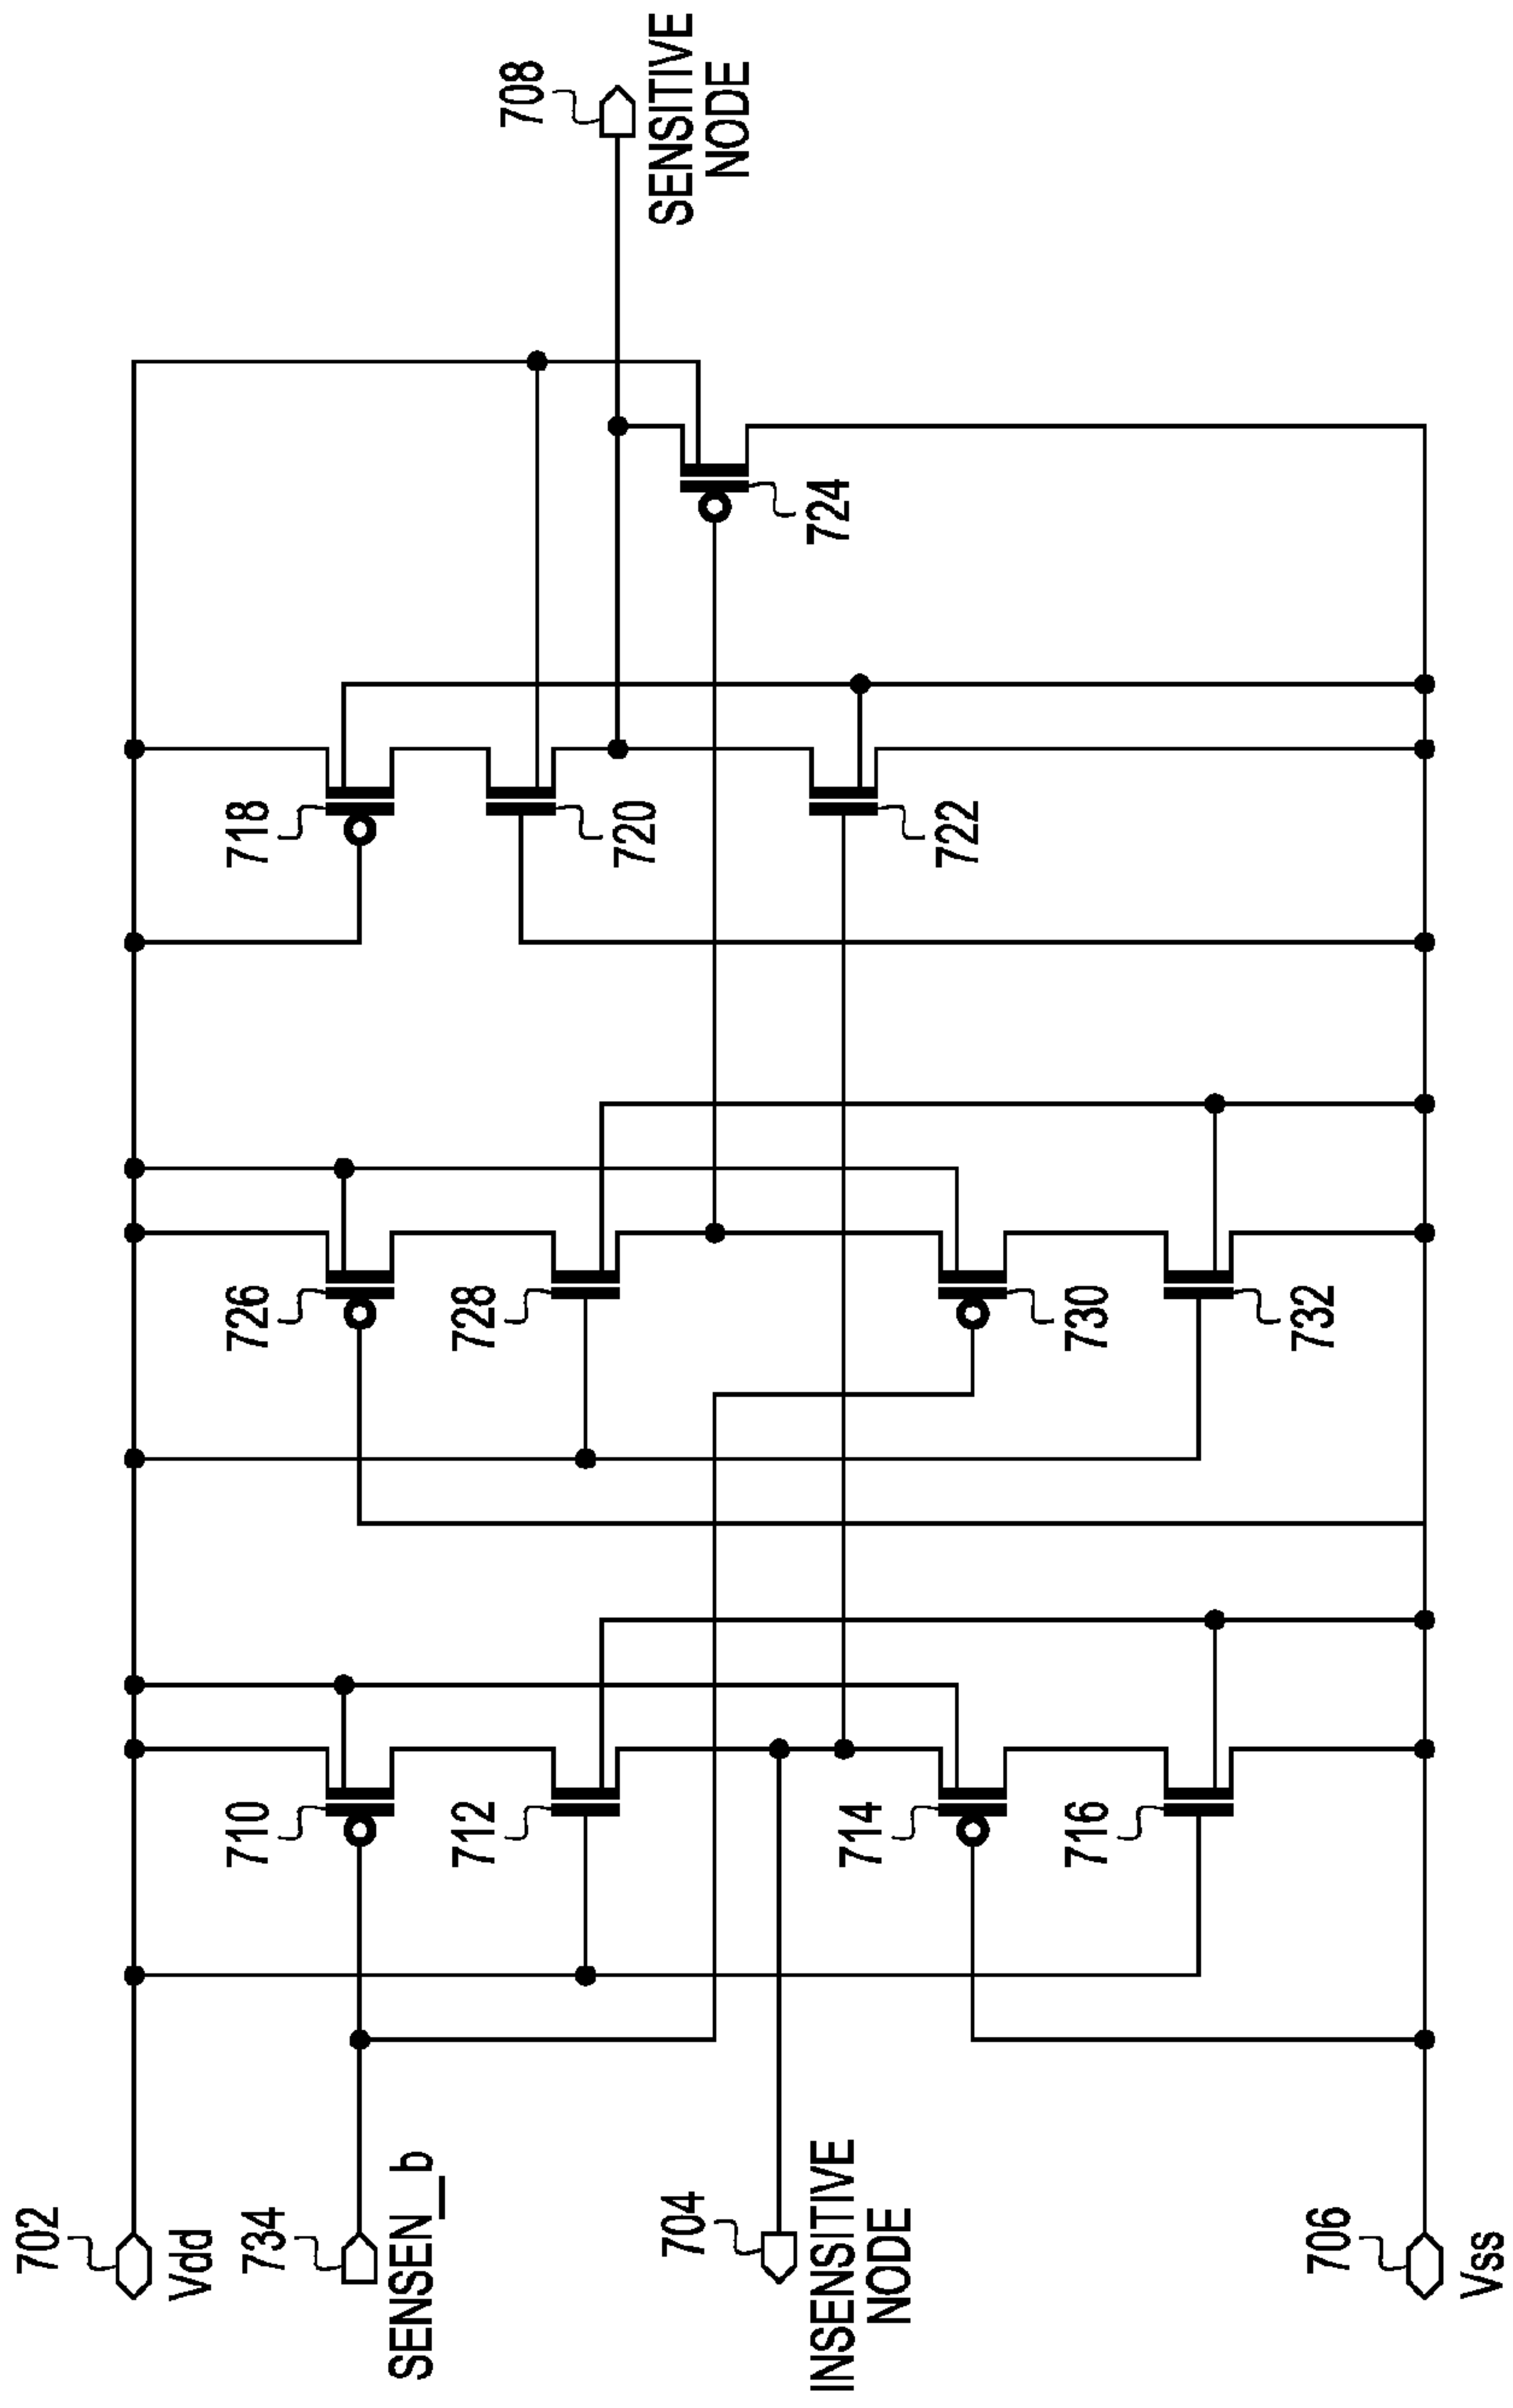 702
Vdd
734
SENSEN_b
704
INSENSITIVE
NODE
706
Vss
710
712
714
716
726
728
730
732
718
720
722
724
708
SENSITIVE
NODE